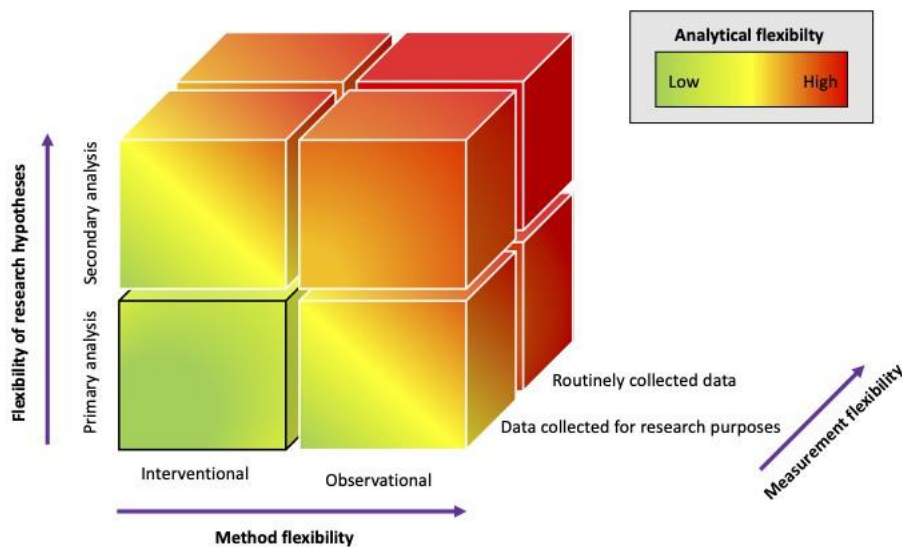 Analytical flexibilty
Low
High
Flexibility of research hypotheses
Secondary analysis
Primary analysis
Routinely collected data
Data collected for research purposes
Measurement flexibility
Interventional
Observational
Method flexibility